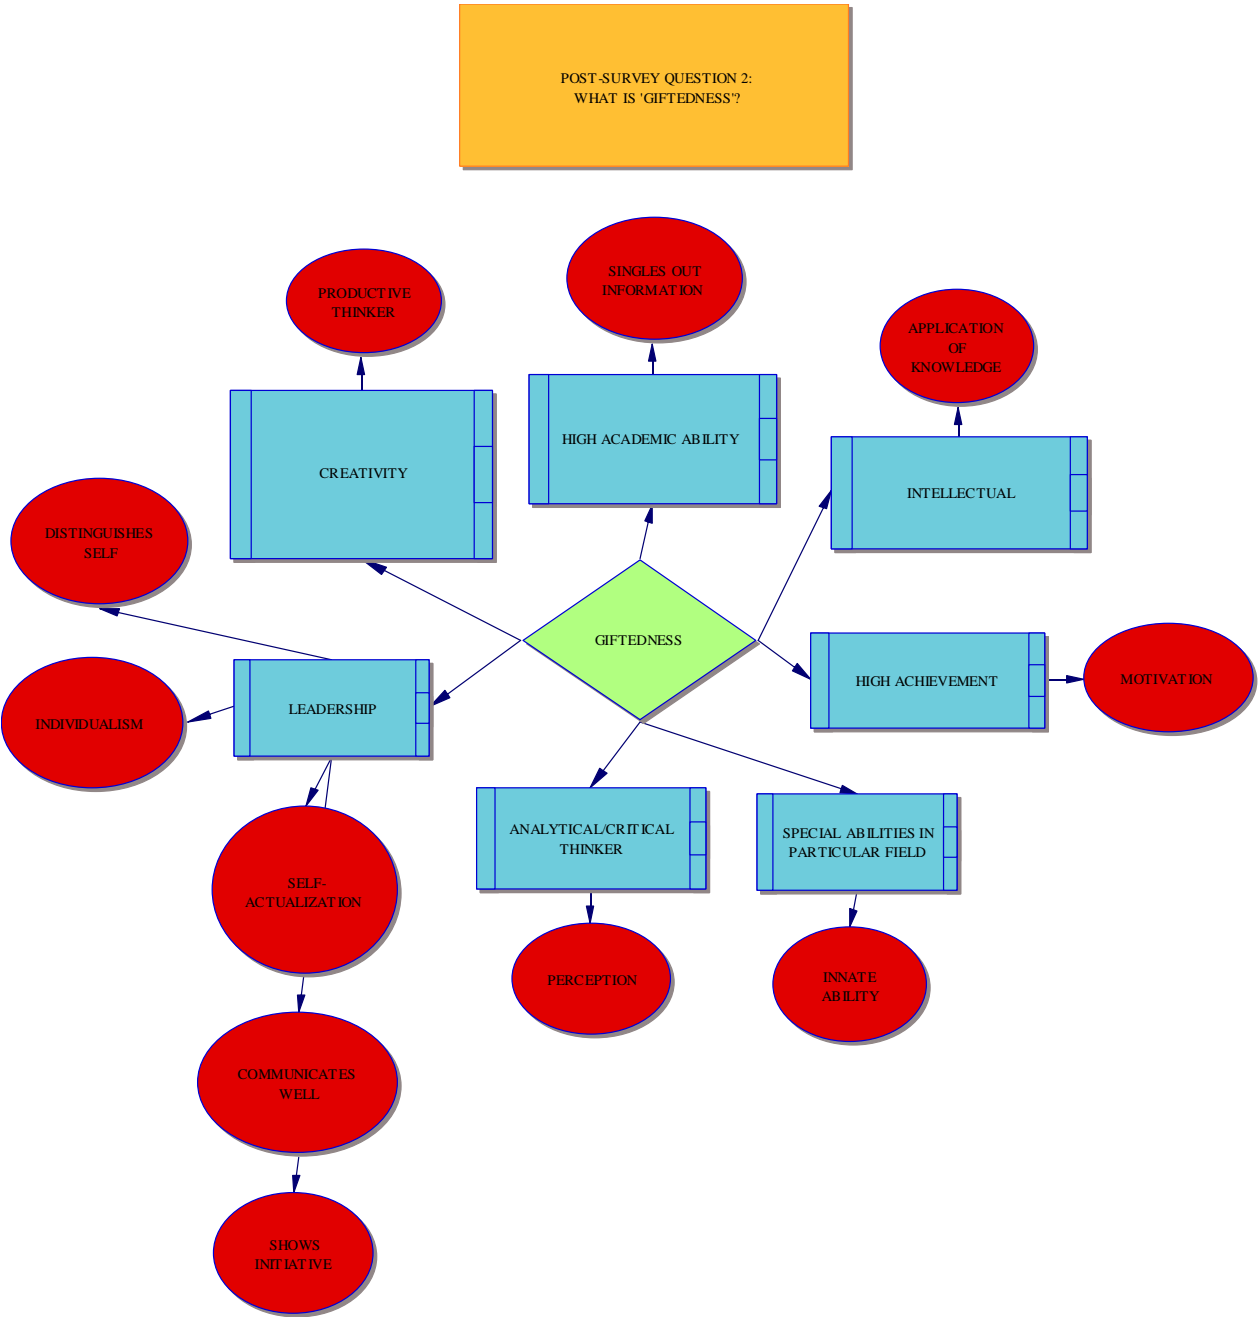 POST-SURVEY QUESTION 2:
WHAT IS 'GIFTEDNESS'?
SINGLES OUT
INFORMATION
PRODUCTIVE
THINKER
APPLICATION
OF
KNOWLEDGE
HIGH ACADEMIC ABILITY
CREATIVITY
INTELLECTUAL
DISTINGUISHES
SELF
GIFTEDNESS
HIGH ACHIEVEMENT
MOTIVATION
LEADERSHIP
INDIVIDUALISM
ANALYTICAL/CRITICAL
THINKER
SPECIAL ABILITIES IN
PARTICULAR FIELD
SELF-
ACTUALIZATION
PERCEPTION
INNATE
ABILITY
COMMUNICATES
WELL
SHOWS
INITIATIVE